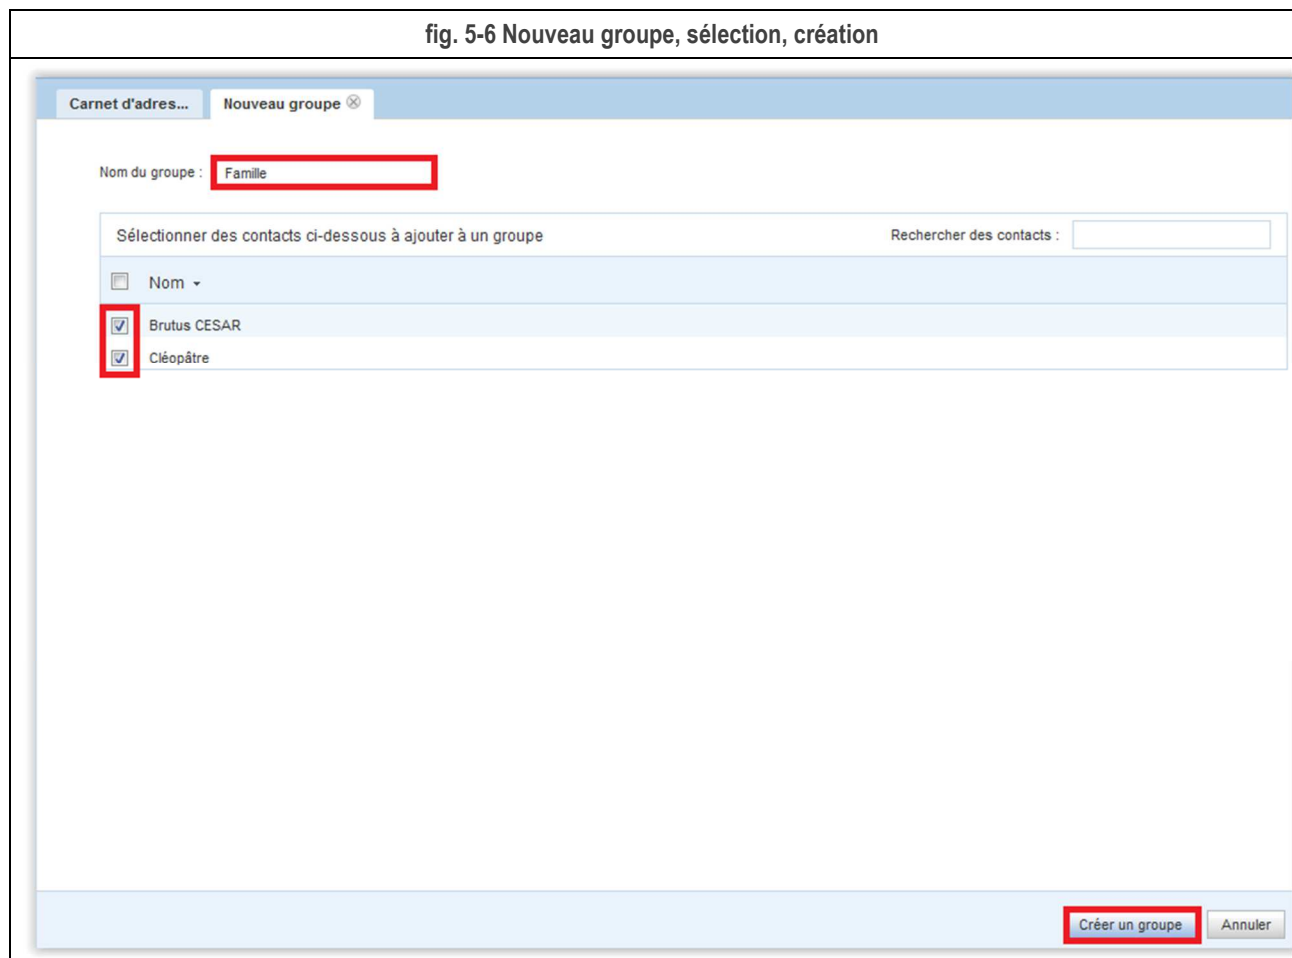 fig. 5-6 Nouveau groupe, sélection, création
Carnet d'adres... Nouveau groupe
Nom du groupe : Famille
Sélectionner des contacts ci-dessous à ajouter à un groupe Rechercher des contacts :
Nom
Brutus CESAR
Cléopâtre
Créer un groupe Annuler